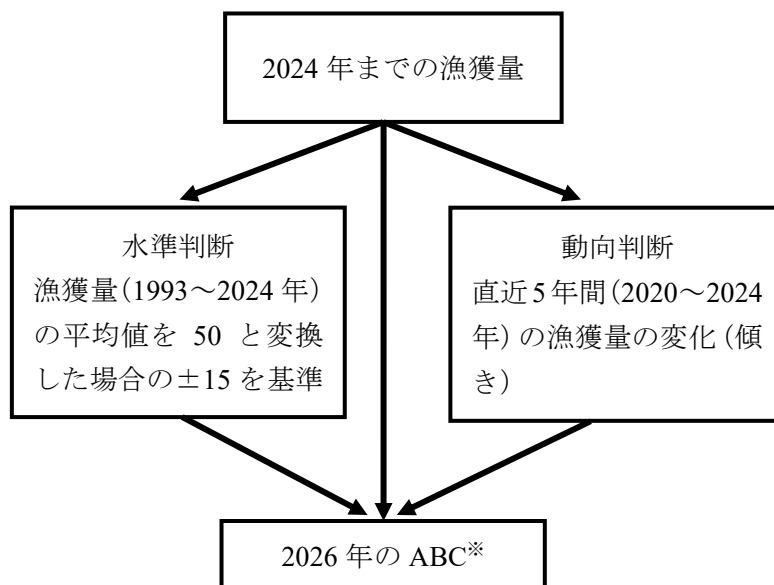 2024 年までの漁獲量
水準判断
漁獲量(1993～2024 年)
の平均値を 50 と変換
した場合の±15 を基準
動向判断
直近 5 年間(2020～2024
年)の漁獲量の変化(傾
き)
2026 年の ABC※